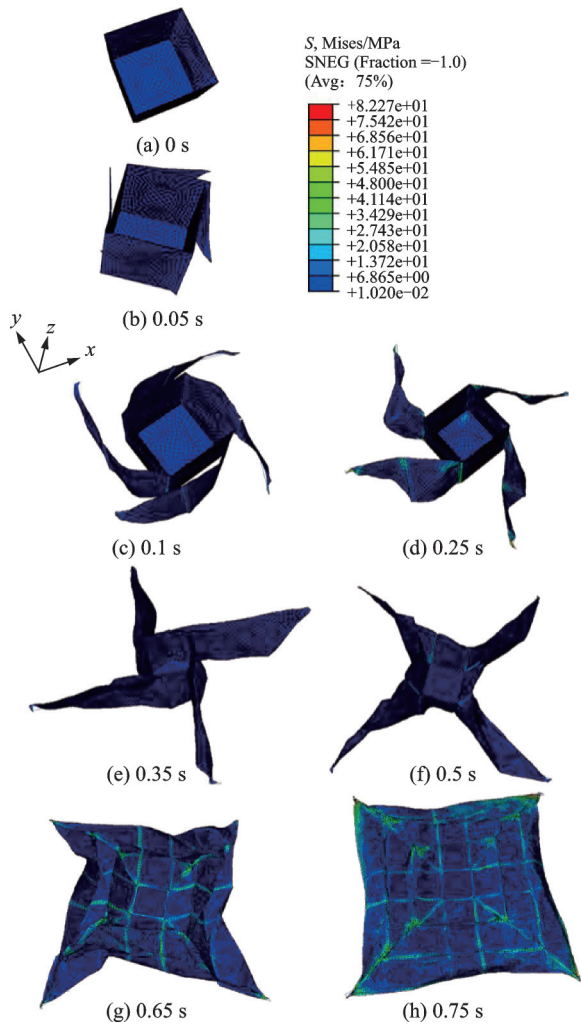 S, Mises/MPa
SNEG (Fraction =−1.0)
(Avg: 75%)
+8.227e+01
+7.542e+01
+6.856e+01
+6.171e+01
+5.485e+01
+4.800e+01
+4.114e+01
+3.429e+01
+2.743e+01
+2.058e+01
+1.372e+01
+6.865e+00
+1.020e−02
(a) 0 s
(b) 0.05 s
y
z
x
(c) 0.1 s
(d) 0.25 s
(e) 0.35 s
(f) 0.5 s
(g) 0.65 s
(h) 0.75 s